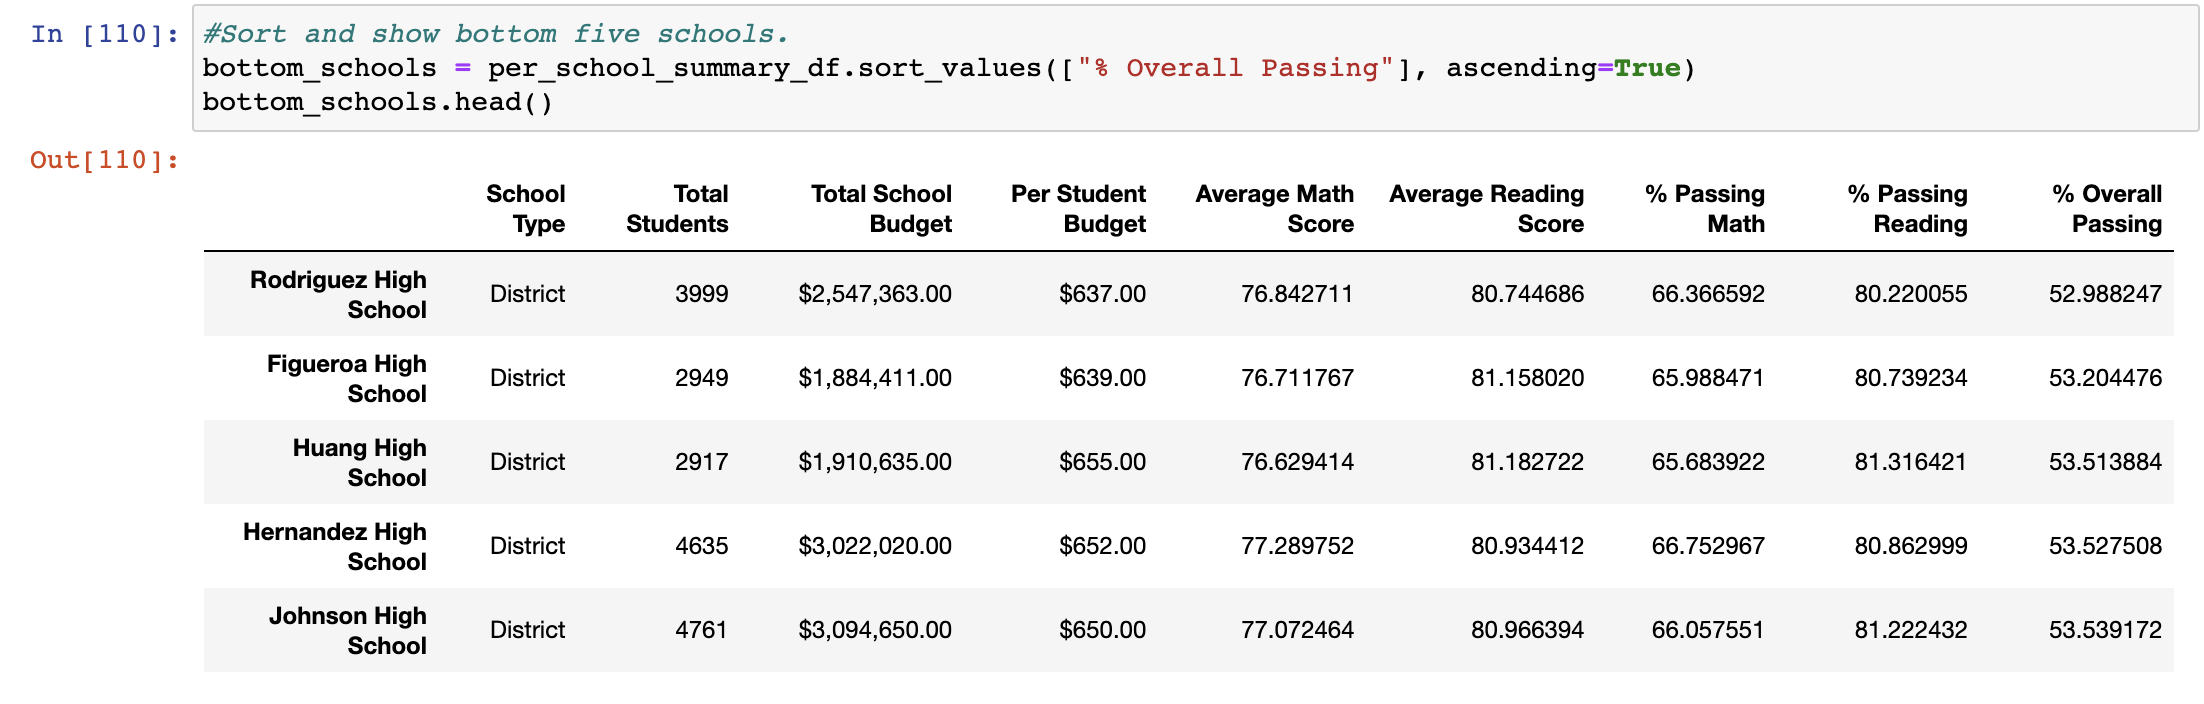 In [110]: #Sort and show bottom five schools.
bottom_schools = per_school_summary_df.sort_values(["% Overall Passing"], ascending=True)
bottom_schools.head()
Out[110]:
School Type Total Students Total School Budget Per Student Budget Average Math Score Average Reading Score % Passing Math % Passing Reading % Overall Passing
Rodriguez High School District 3999 $2,547,363.00 $637.00 76.842711 80.744686 66.366592 80.220055 52.988247
Figueroa High School District 2949 $1,884,411.00 $639.00 76.711767 81.158020 65.988471 80.739234 53.204476
Huang High School District 2917 $1,910,635.00 $655.00 76.629414 81.182722 65.683922 81.316421 53.513884
Hernandez High School District 4635 $3,022,020.00 $652.00 77.289752 80.934412 66.752967 80.862999 53.527508
Johnson High School District 4761 $3,094,650.00 $650.00 77.072464 80.966394 66.057551 81.222432 53.539172